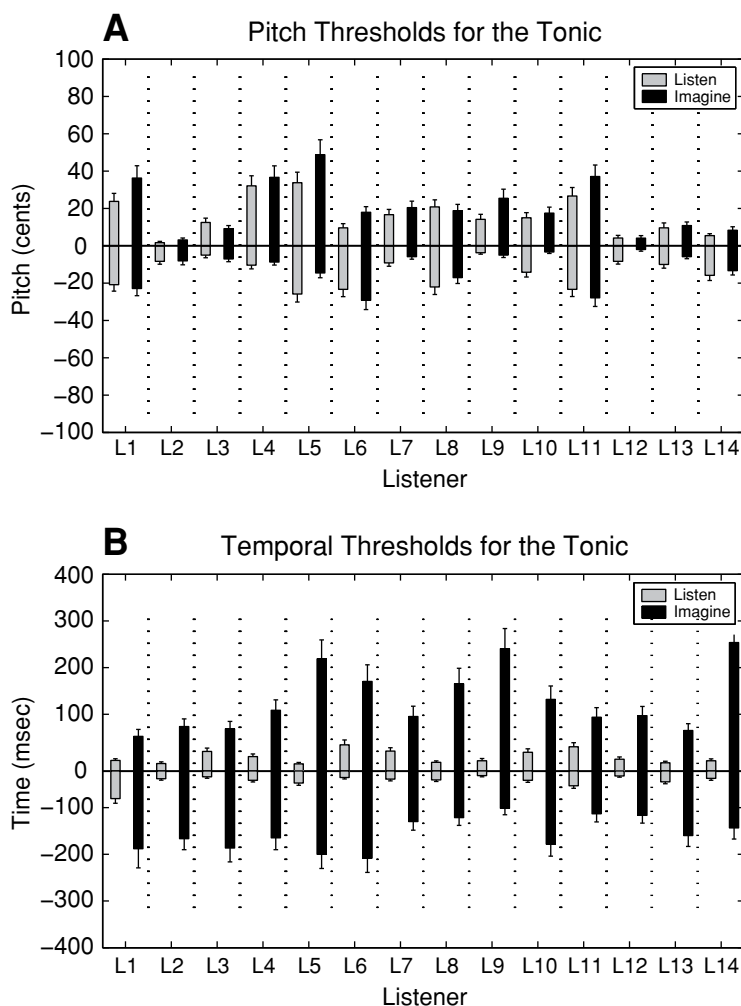 A Pitch Thresholds for the Tonic
100
80
60
40
20
0
−20
−40
−60
−80
−100
Pitch (cents)
Listen
Imagine
L1 L2 L3 L4 L5 L6 L7 L8 L9 L10 L11 L12 L13 L14
Listener
B Temporal Thresholds for the Tonic
400
300
200
100
0
−100
−200
−300
−400
Time (msec)
Listen
Imagine
L1 L2 L3 L4 L5 L6 L7 L8 L9 L10 L11 L12 L13 L14
Listener